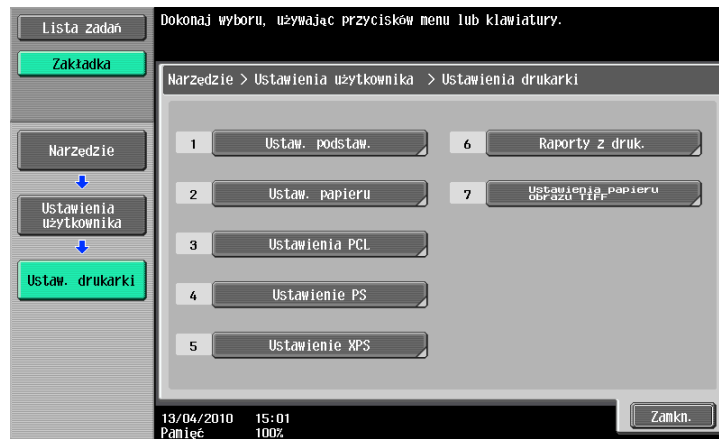 Lista zadań
Zakładka
Dokonaj wyboru, używając przycisków menu lub klawiatury.
Narzędzie > Ustawienia użytkownika > Ustawienia drukarki
Narzędzie
Ustawienia
użytkownika
Ustaw. drukarki
1 Ustaw. podstaw.
2 Ustaw. papieru
3 Ustawienia PCL
4 Ustawienie PS
5 Ustawienie XPS
6 Raporty z druk.
7 Ustawienia papieru
obrazu TIFF
13/04/2010 15:01
Pamięć 100%
Zamkn.